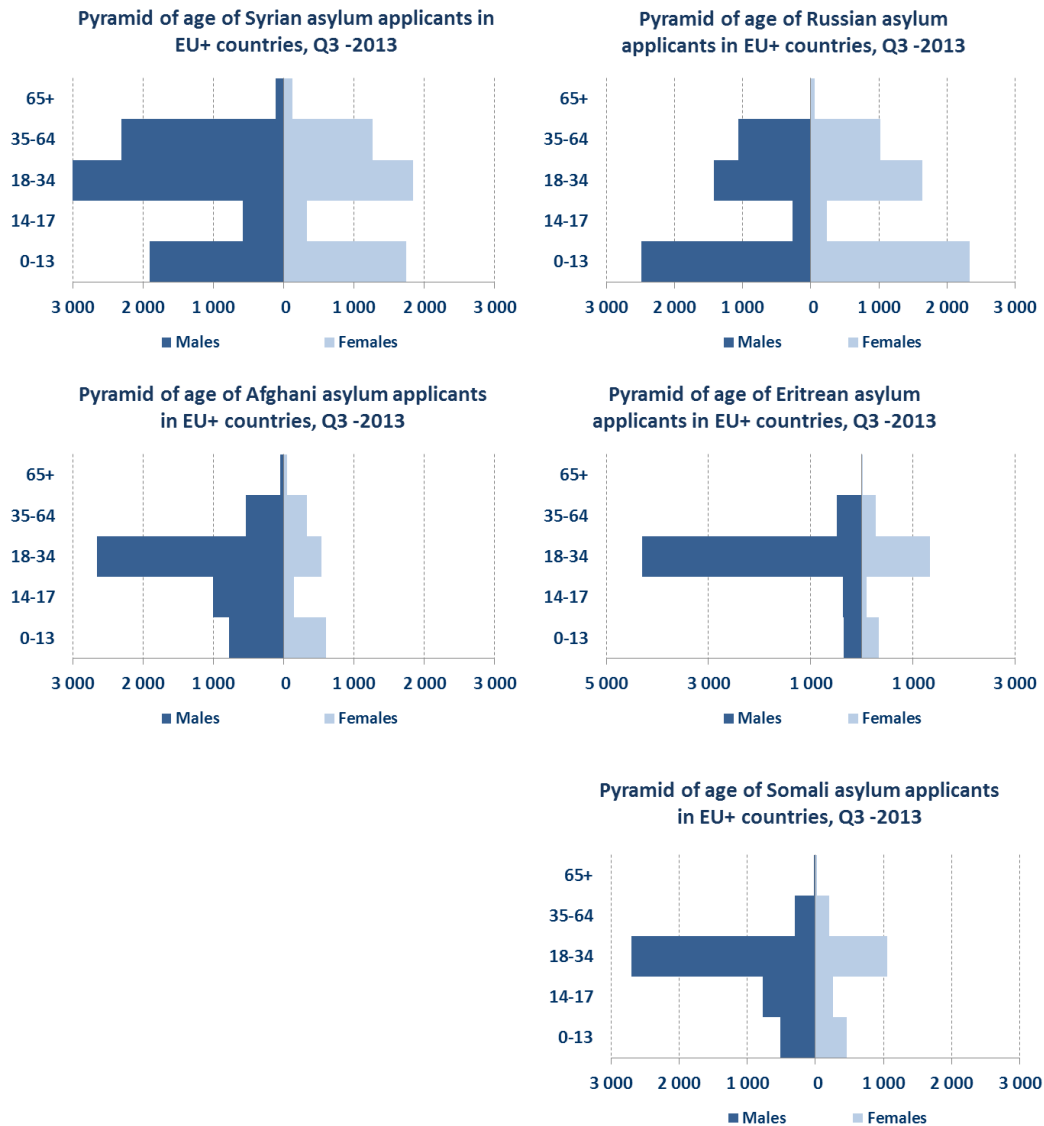 Pyramid of age of Syrian asylum applicants in
EU+ countries, Q3 -2013
65+
35-64
18-34
14-17
0-13
3 000 2 000 1 000 0 1 000 2 000 3 000
Males Females
Pyramid of age of Russian asylum
applicants in EU+ countries, Q3 -2013
65+
35-64
18-34
14-17
0-13
3 000 2 000 1 000 0 1 000 2 000 3 000
Males Females
Pyramid of age of Afghani asylum applicants
in EU+ countries, Q3 -2013
65+
35-64
18-34
14-17
0-13
3 000 2 000 1 000 0 1 000 2 000 3 000
Males Females
Pyramid of age of Eritrean asylum
applicants in EU+ countries, Q3 -2013
65+
35-64
18-34
14-17
0-13
5 000 3 000 1 000 1 000 3 000
Males Females
Pyramid of age of Somali asylum applicants
in EU+ countries, Q3 -2013
65+
35-64
18-34
14-17
0-13
3 000 2 000 1 000 0 1 000 2 000 3 000
Males Females